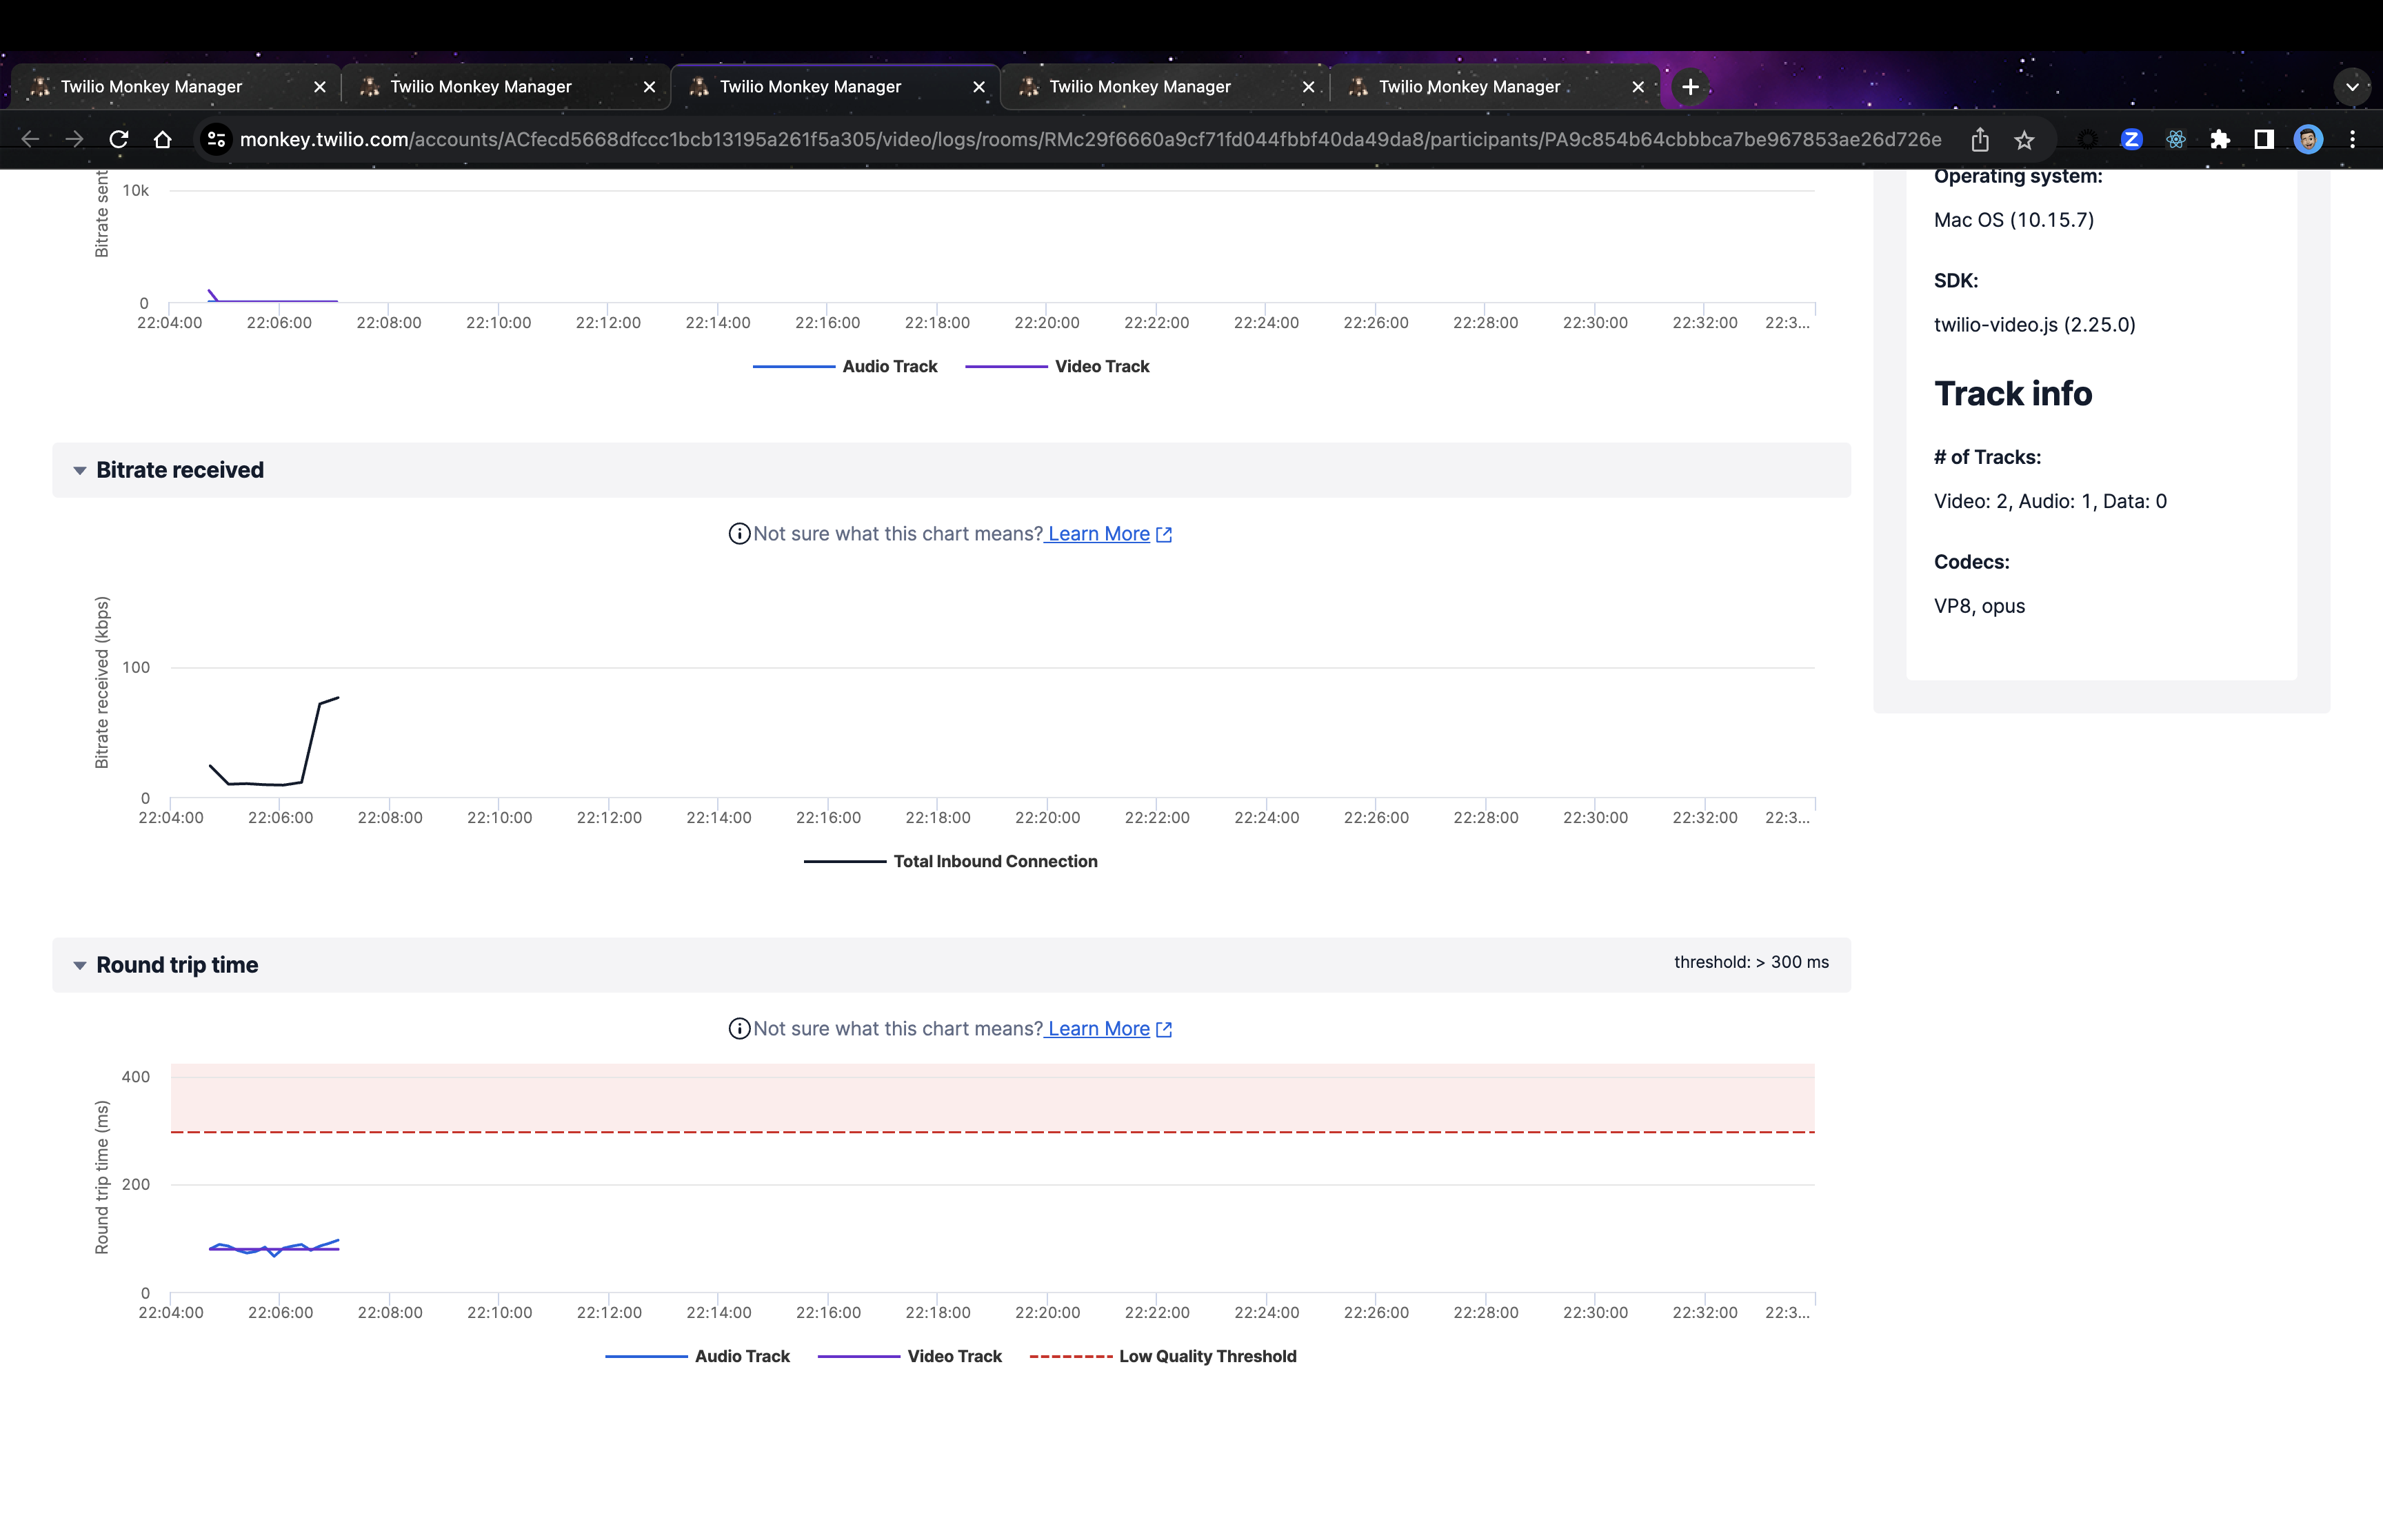 Twilio Monkey Manager
Twilio Monkey Manager
Twilio Monkey Manager
Twilio Monkey Manager
Twilio Monkey Manager
monkey.twilio.com/accounts/ACfecd5668dfccc1bcb13195a261f5a305/video/logs/rooms/RMc29f6660a9cf71fd044fbbf40da49da8/participants/PA9c854b64cbbbca7be967853ae26d726e
Z
Bitrate sent
10k
0
22:04:00 22:06:00 22:08:00 22:10:00 22:12:00 22:14:00 22:16:00 22:18:00 22:20:00 22:22:00 22:24:00 22:26:00 22:28:00 22:30:00 22:32:00 22:3...
Audio Track Video Track
Bitrate received
Not sure what this chart means? Learn More
Bitrate received (kbps)
100
0
22:04:00 22:06:00 22:08:00 22:10:00 22:12:00 22:14:00 22:16:00 22:18:00 22:20:00 22:22:00 22:24:00 22:26:00 22:28:00 22:30:00 22:32:00 22:3...
Total Inbound Connection
Round trip time
threshold: > 300 ms
Not sure what this chart means? Learn More
Round trip time (ms)
400
200
0
22:04:00 22:06:00 22:08:00 22:10:00 22:12:00 22:14:00 22:16:00 22:18:00 22:20:00 22:22:00 22:24:00 22:26:00 22:28:00 22:30:00 22:32:00 22:3...
Audio Track Video Track Low Quality Threshold
Operating system:
Mac OS (10.15.7)
SDK:
twilio-video.js (2.25.0)
Track info
# of Tracks:
Video: 2, Audio: 1, Data: 0
Codecs:
VP8, opus